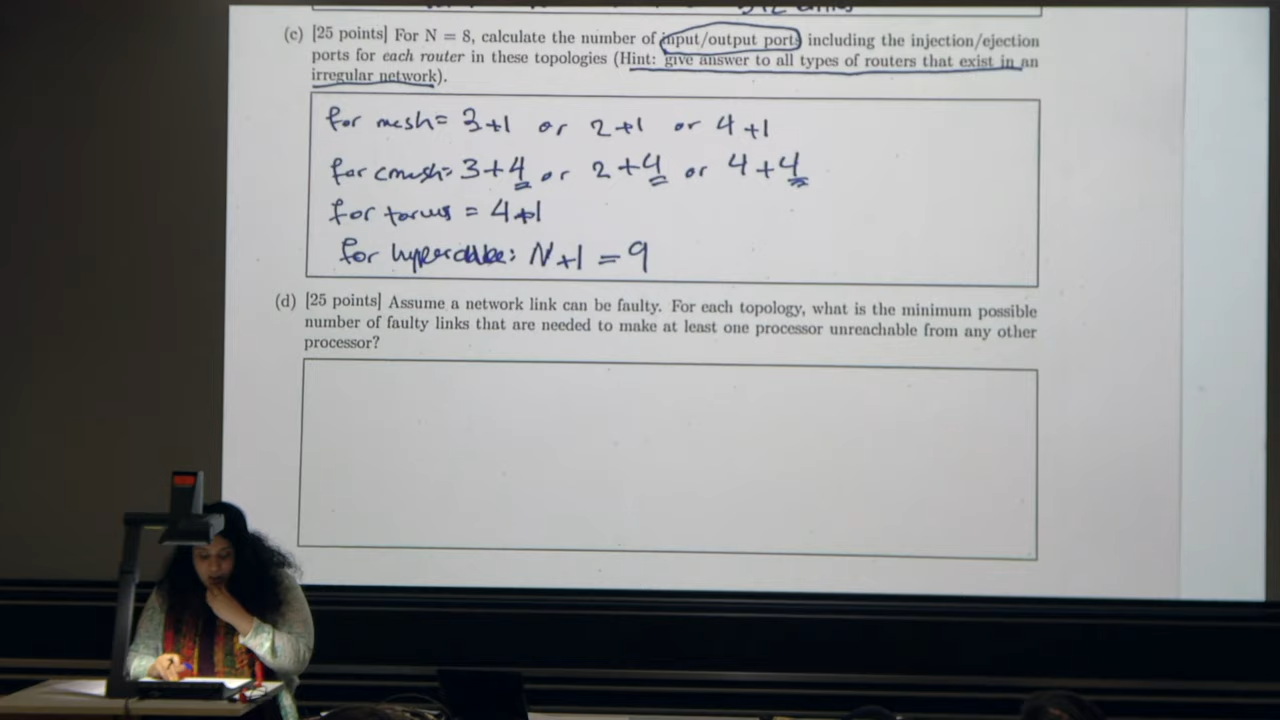 (c) [25 points] For N = 8, calculate the number of input/output ports including the injection/ejection
ports for each router in these topologies (Hint: give answer to all types of routers that exist in an
irregular network).
for mesh= 3+1 or 2+1 or 4+1
for cmesh= 3+4 or 2+4 or 4+4
for torus = 4+1
for hypercube: N+1 = 9
(d) [25 points] Assume a network link can be faulty. For each topology, what is the minimum possible
number of faulty links that are needed to make at least one processor unreachable from any other
processor?